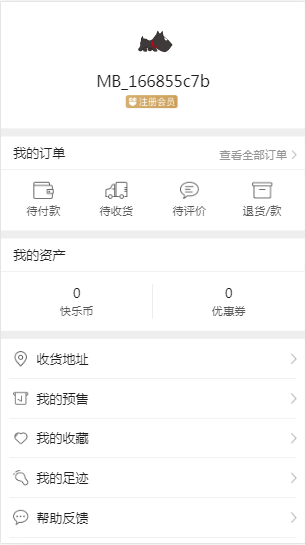 MB_166855c7b
注册会员
我的订单 查看全部订单
待付款 待收货 待评价 退货/款
我的资产
0 0
快乐币 优惠券
收货地址
我的预售
我的收藏
我的足迹
帮助反馈